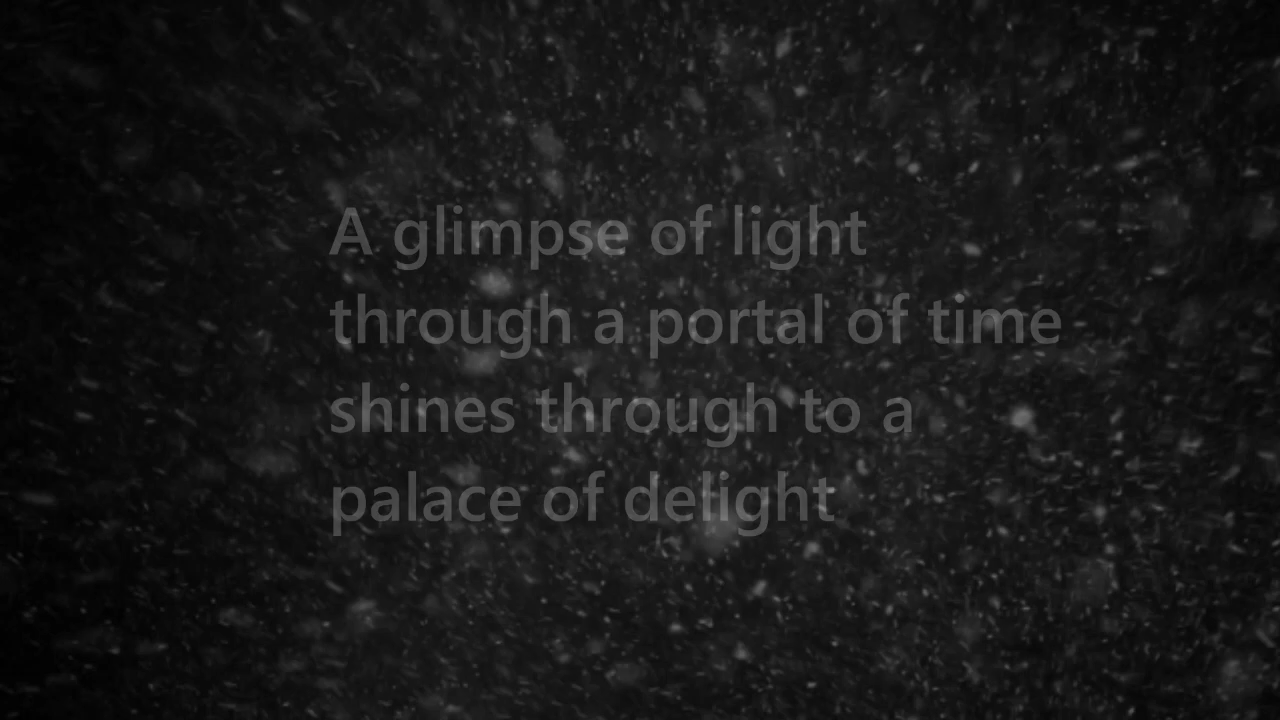 A glimpse of light
through a portal of time
shines through to a
palace of delight